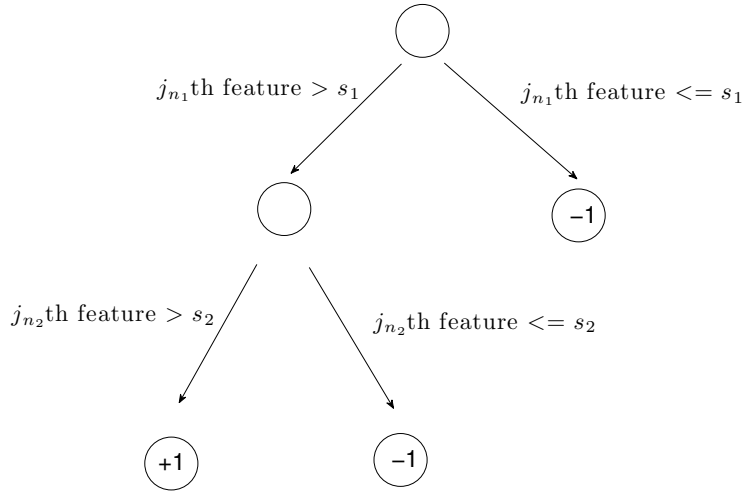 j_{n_1}th feature > s_1
j_{n_1}th feature <= s_1
−1
j_{n_2}th feature > s_2
j_{n_2}th feature <= s_2
+1
−1